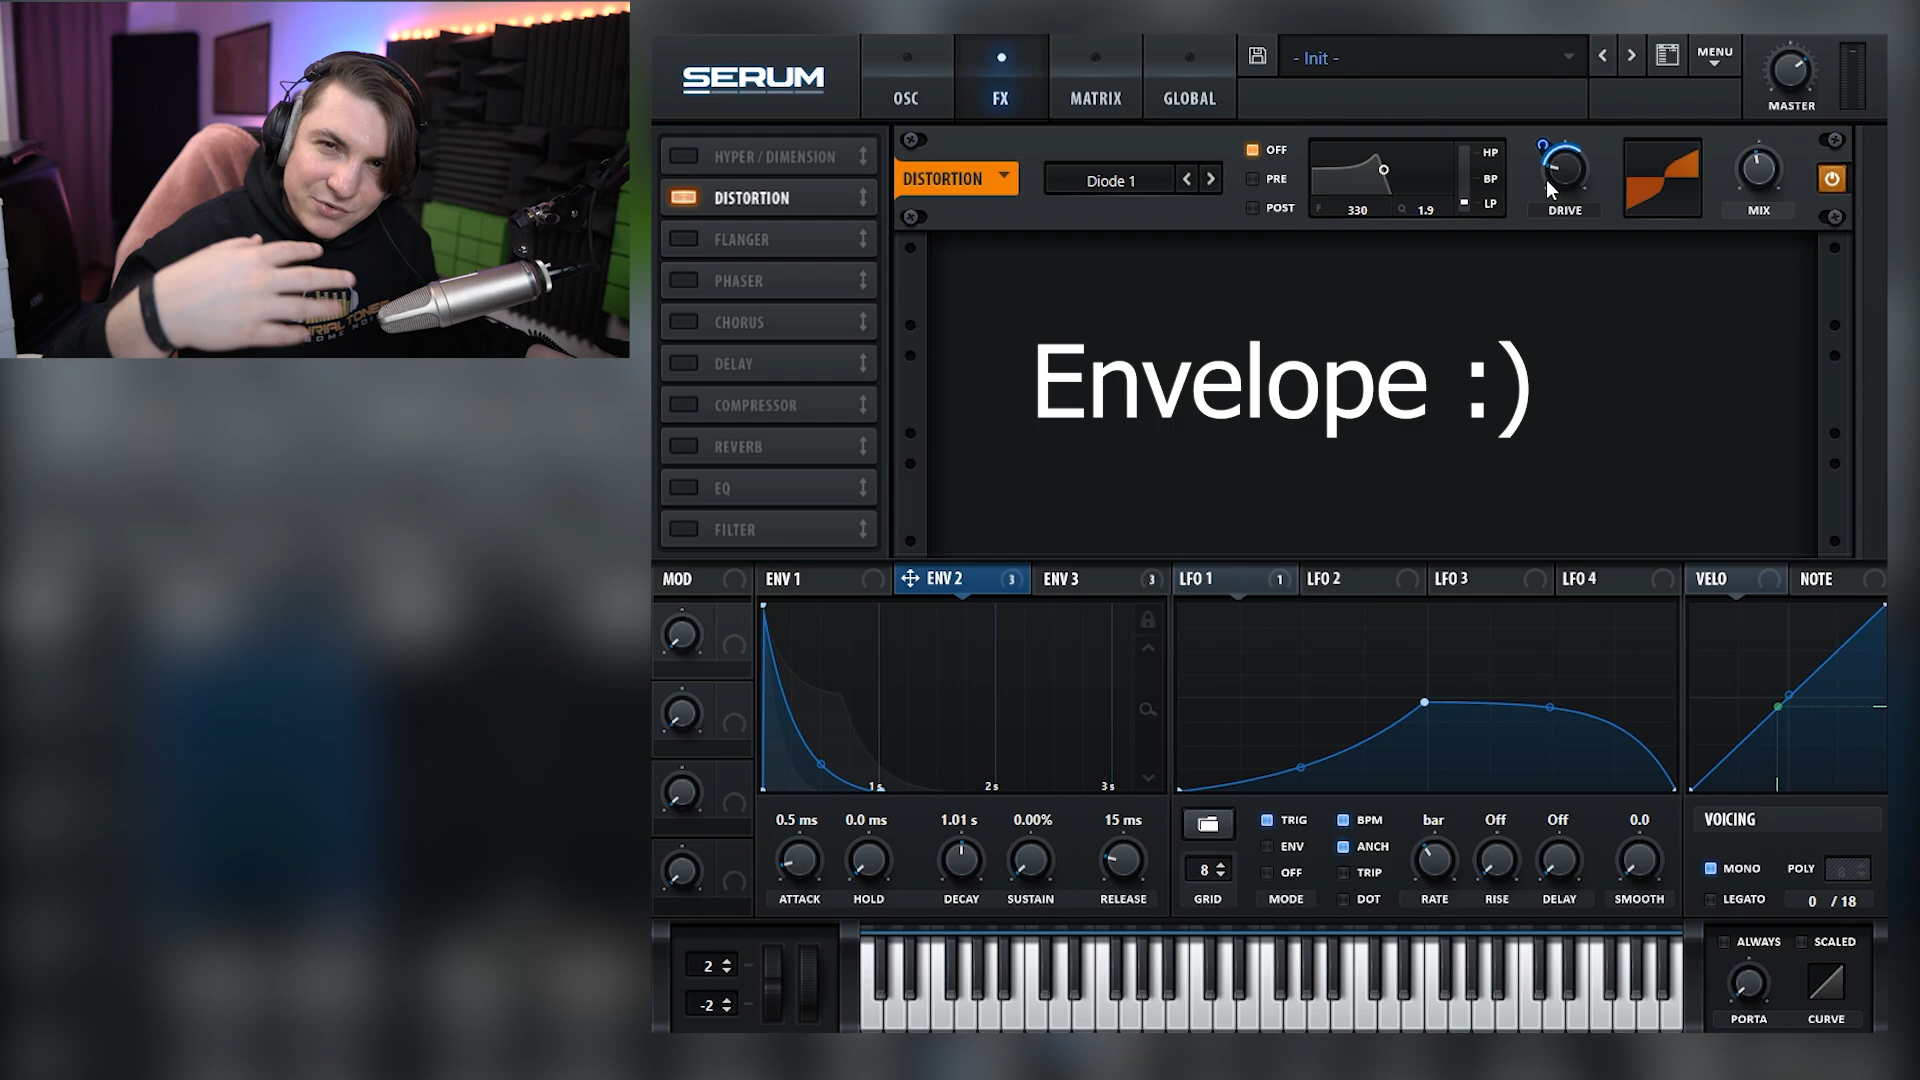 SERUM
OSC
FX
MATRIX
GLOBAL
- Init -
MENU
MASTER
HYPER / DIMENSION
DISTORTION
FLANGER
PHASER
CHORUS
DELAY
COMPRESSOR
REVERB
EQ
FILTER
DISTORTION
Diode 1
OFF
PRE
POST
F 330 Q 1.9
HP
BP
LP
DRIVE
MIX
Envelope :)
MOD
ENV 1
ENV 2 3
ENV 3 3
LFO 1 1
LFO 2
LFO 3
LFO 4
VELO
NOTE
1 s
2 s
3 s
0.5 ms
0.0 ms
1.01 s
0.00%
15 ms
ATTACK
HOLD
DECAY
SUSTAIN
RELEASE
8
GRID
TRIG
ENV
OFF
MODE
BPM
ANCH
TRIP
DOT
bar
Off
Off
0.0
RATE
RISE
DELAY
SMOOTH
VOICING
MONO
POLY
LEGATO
0 / 18
2
-2
ALWAYS
SCALED
PORTA
CURVE